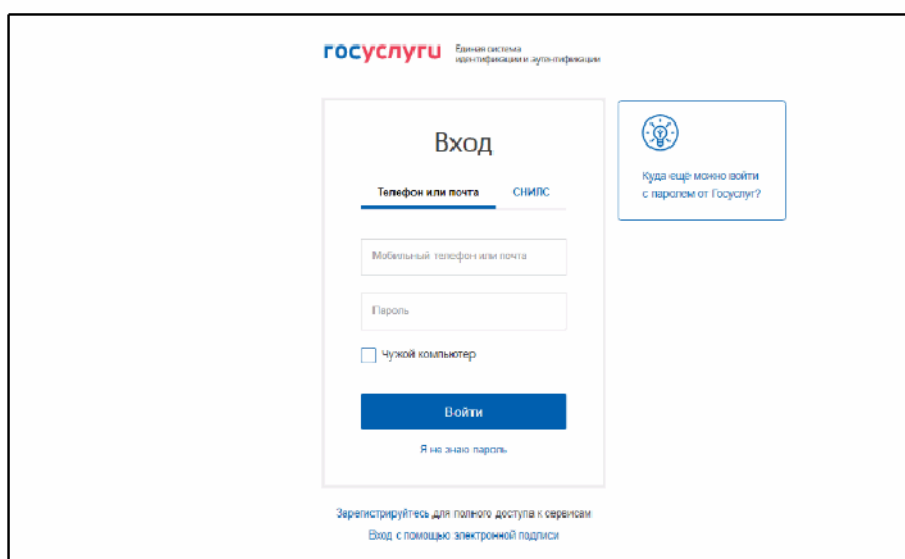 госуслуги
Единая система
идентификации и аутентификации
Вход
Телефон или почта СНИЛС
Мобильный телефон или почта
Пароль
Чужой компьютер
Войти
Я не знаю пароль
Куда еще можно войти
с паролем от Госуслуг?
Зарегистрируйтесь для полного доступа к сервисам
Вход с помощью электронной подписи